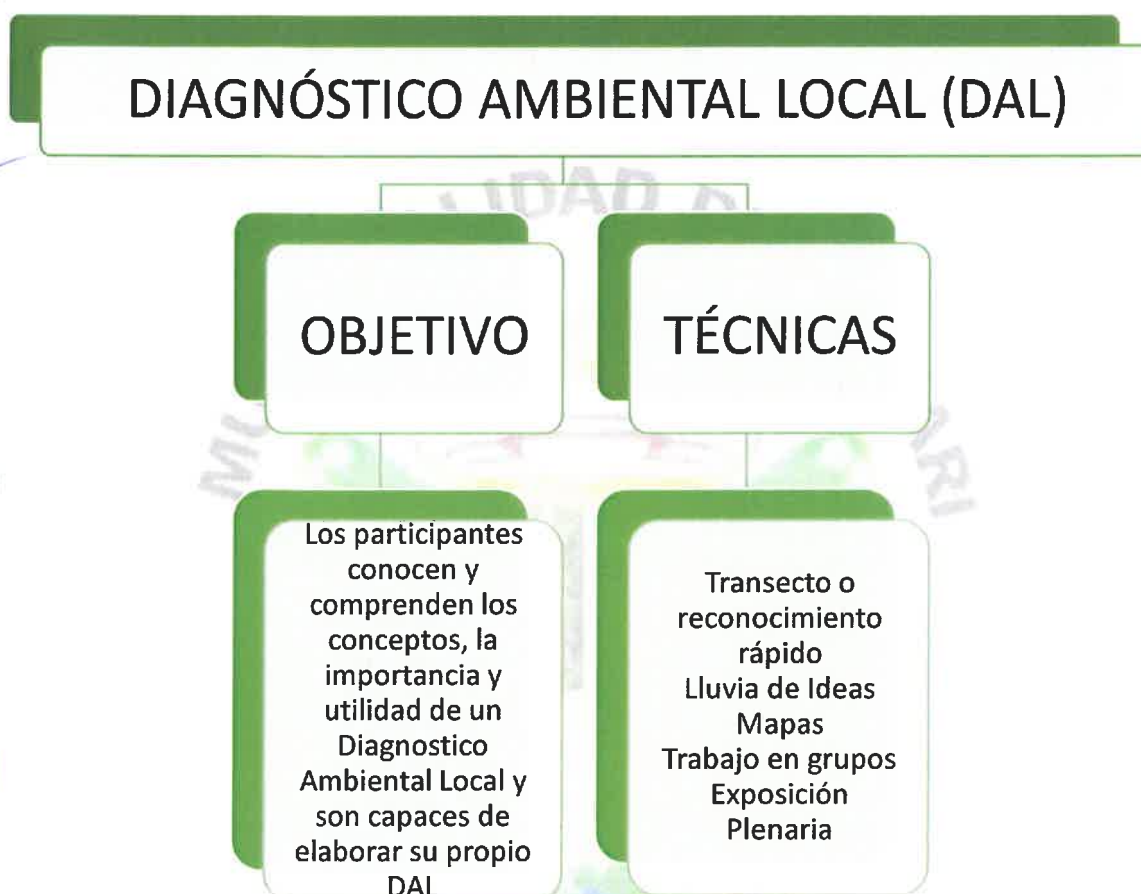 DIAGNÓSTICO AMBIENTAL LOCAL (DAL)
OBJETIVO
TÉCNICAS
Los participantes
conocen y
comprenden los
conceptos, la
importancia y
utilidad de un
Diagnostico
Ambiental Local y
son capaces de
elaborar su propio
DAL
Transecto o
reconocimiento
rápido
Lluvia de Ideas
Mapas
Trabajo en grupos
Exposición
Plenaria